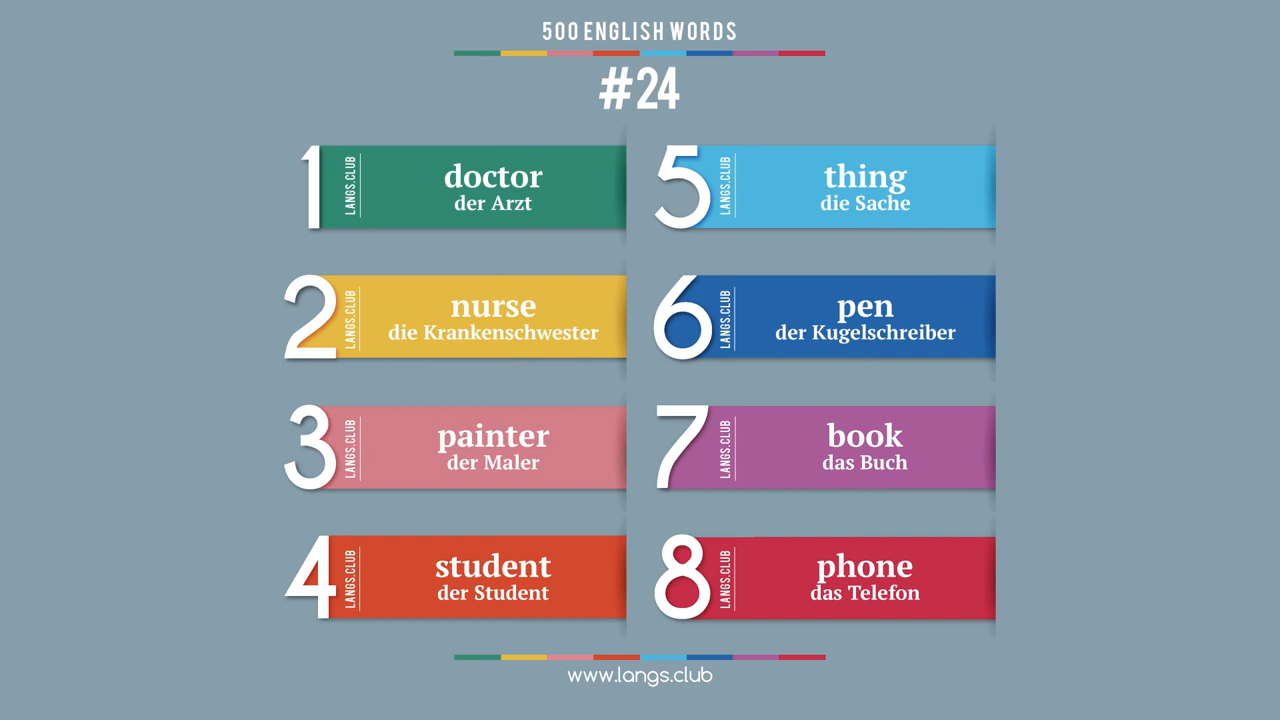 500 ENGLISH WORDS
#24
1
LANGS.CLUB
doctor
der Arzt
2
LANGS.CLUB
nurse
die Krankenschwester
3
LANGS.CLUB
painter
der Maler
4
LANGS.CLUB
student
der Student
5
LANGS.CLUB
thing
die Sache
6
LANGS.CLUB
pen
der Kugelschreiber
7
LANGS.CLUB
book
das Buch
8
LANGS.CLUB
phone
das Telefon
www.langs.club